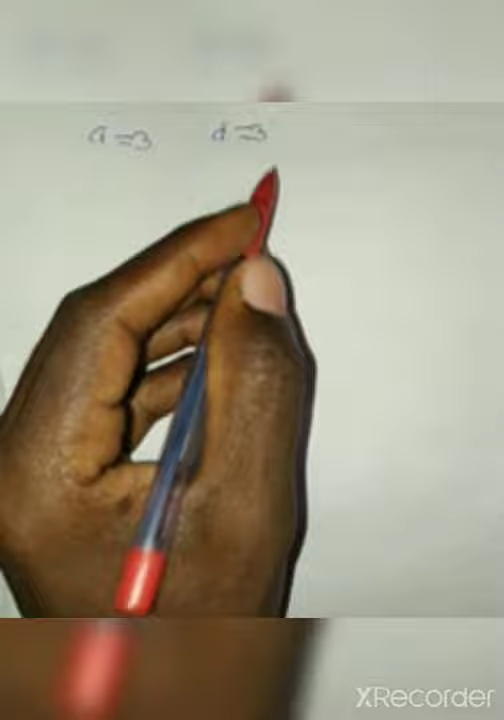 a = 3 d = 3
XRecorder